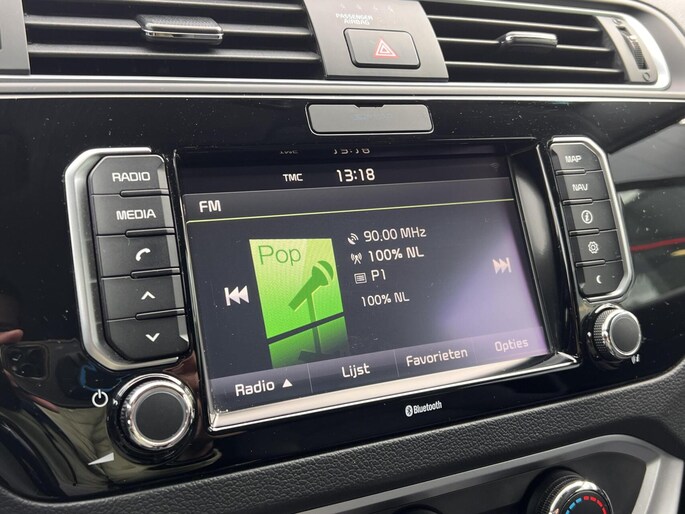 PASSENGER
AIRBAG
RADIO
MEDIA
TMC 13:18
FM
Pop
90.00 MHz
100% NL
P1
100% NL
Radio ▲
Lijst
Favorieten
Opties
MAP
NAV
Bluetooth